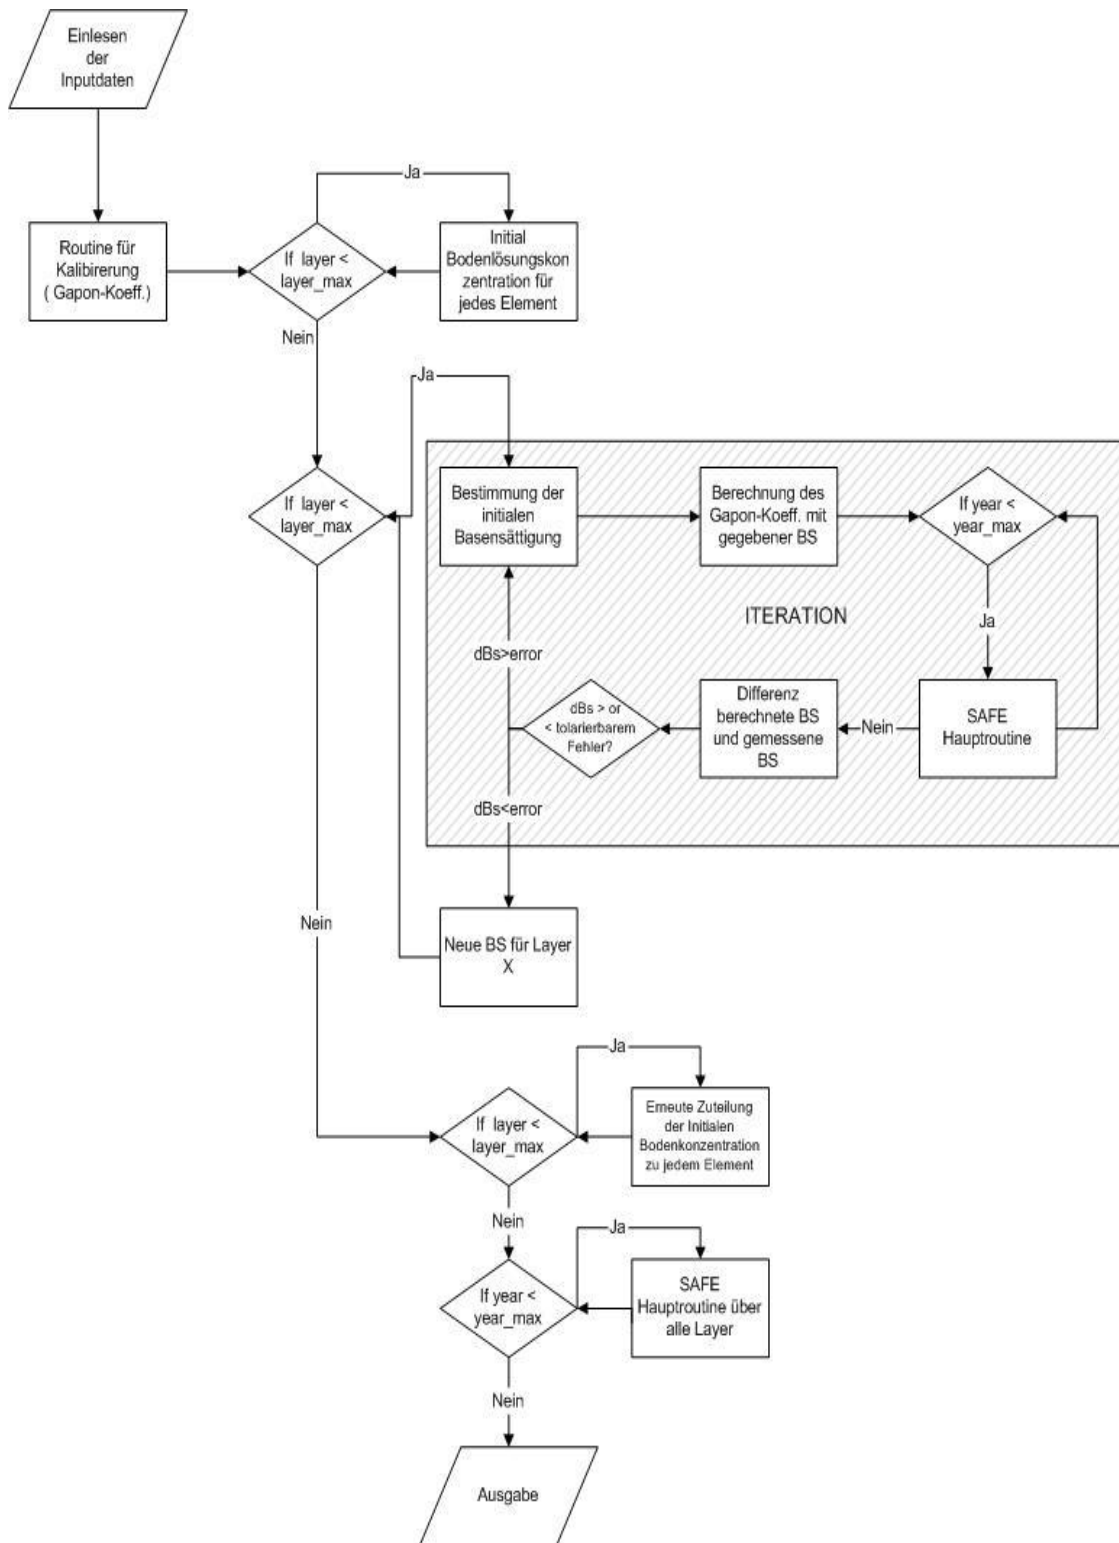 Einlesen
der
Inputdaten
Ja
Routine für
Kalibirerung
( Gapon-Koeff.)
If layer <
layer_max
Initial
Bodenlösungskon
zentration für
jedes Element
Nein
Ja
If layer <
layer_max
Bestimmung der
initialen
Basensättigung
Berechnung des
Gapon-Koeff. mit
gegebener BS
If year <
year_max
ITERATION
Ja
dBs>error
dBs > or
< tolarierbarem
Fehler?
Differenz
berechnete BS
und gemessene
BS
Nein
SAFE
Hauptroutine
dBs<error
Nein
Neue BS für Layer
X
Ja
If layer <
layer_max
Erneute Zuteilung
der Initialen
Bodenkonzentration
zu jedem Element
Nein
Ja
If year <
year_max
SAFE
Hauptroutine über
alle Layer
Nein
Ausgabe